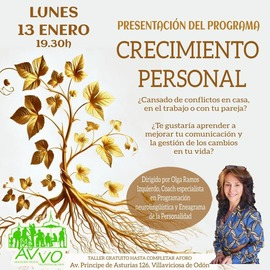 LUNES
13 ENERO
19.30h
PRESENTACIÓN DEL PROGRAMA
CRECIMIENTO
PERSONAL
¿Cansado de conflictos en casa,
en el trabajo o con tu pareja?
¿Te gustaría aprender a
mejorar tu comunicación y
la gestión de los cambios
en tu vida?
Dirigido por Olga Ramos
Izquierdo, Coach especialista
en Programación
neurolingüística y Eneagrama
de la Personalidad
AVVO
TALLER GRATUITO HASTA COMPLETAR AFORO
Av. Príncipe de Asturias 126, Villaviciosa de Odón